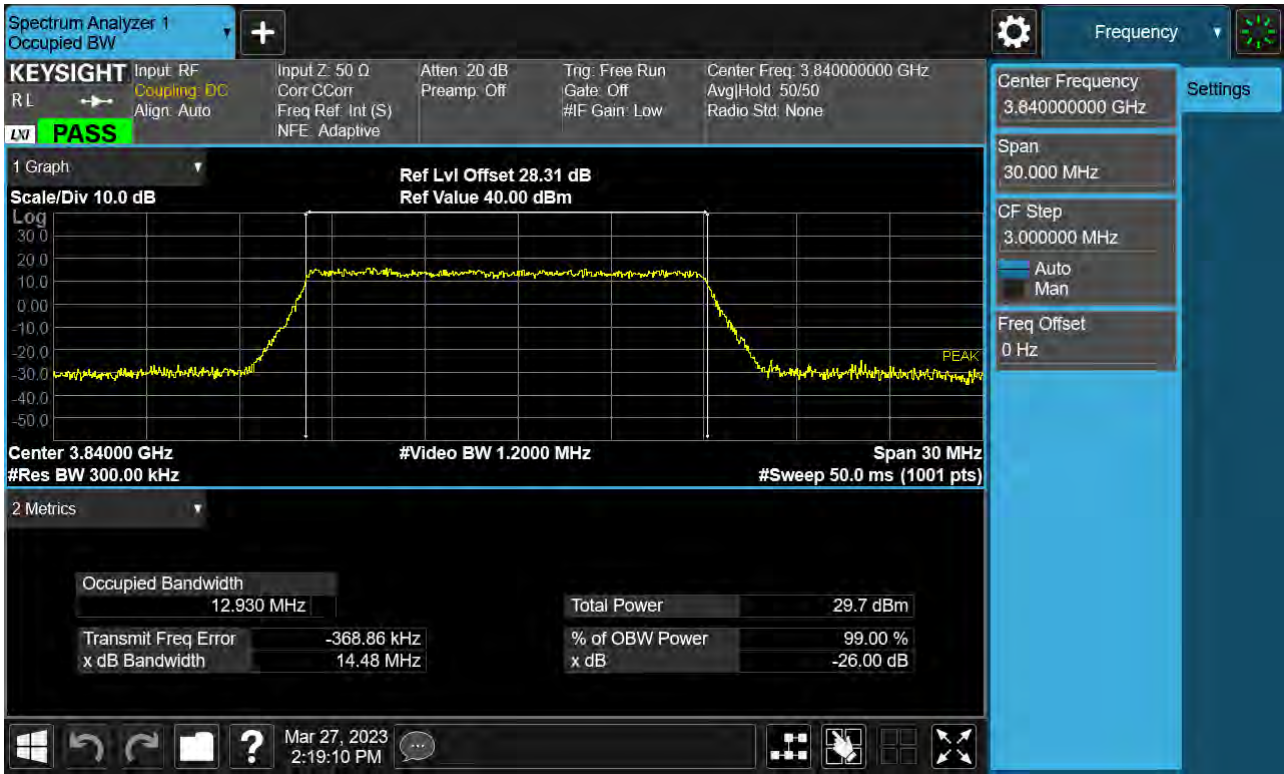 Spectrum Analyzer 1
Occupied BW
+
Frequency
KEYSIGHT
RL
LXI
PASS
Input: RF
Coupling: DC
Align: Auto
Input Z: 50 Ω
Corr CCorr
Freq Ref: Int (S)
NFE: Adaptive
Atten: 20 dB
Preamp: Off
Trig: Free Run
Gate: Off
#IF Gain: Low
Center Freq: 3.840000000 GHz
Avg|Hold: 50/50
Radio Std: None
Center Frequency
3.840000000 GHz
Settings
Span
30.000 MHz
CF Step
3.000000 MHz
Auto
Man
Freq Offset
0 Hz
1 Graph
Scale/Div 10.0 dB
Ref Lvl Offset 28.31 dB
Ref Value 40.00 dBm
Log
30.0
20.0
10.0
0.00
-10.0
-20.0
-30.0
-40.0
-50.0
PEAK
Center 3.84000 GHz
#Video BW 1.2000 MHz
Span 30 MHz
#Res BW 300.00 kHz
#Sweep 50.0 ms (1001 pts)
2 Metrics
Occupied Bandwidth
12.930 MHz
Total Power 29.7 dBm
Transmit Freq Error -368.86 kHz
% of OBW Power 99.00 %
x dB Bandwidth 14.48 MHz
x dB -26.00 dB
?
Mar 27, 2023
2:19:10 PM